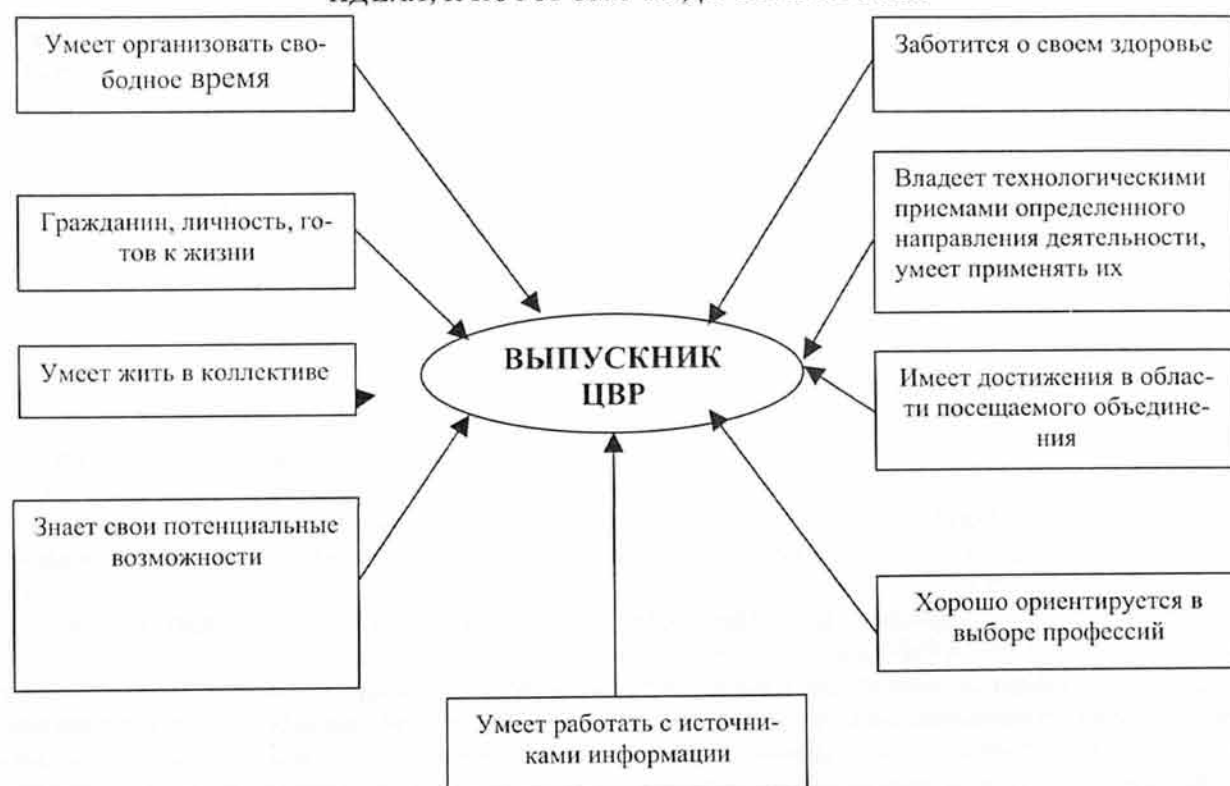 Умеет организовать сво-
бодное время
Заботится о своем здоровье
Гражданин, личность, го-
тов к жизни
Владеет технологическими
приемами определенного
направления деятельности,
умеет применять их
ВЫПУСКНИК
ЦВР
Умеет жить в коллективе
Имеет достижения в облас-
ти посещаемого объедине-
ния
Знает свои потенциальные
возможности
Хорошо ориентируется в
выборе профессий
Умеет работать с источни-
ками информации